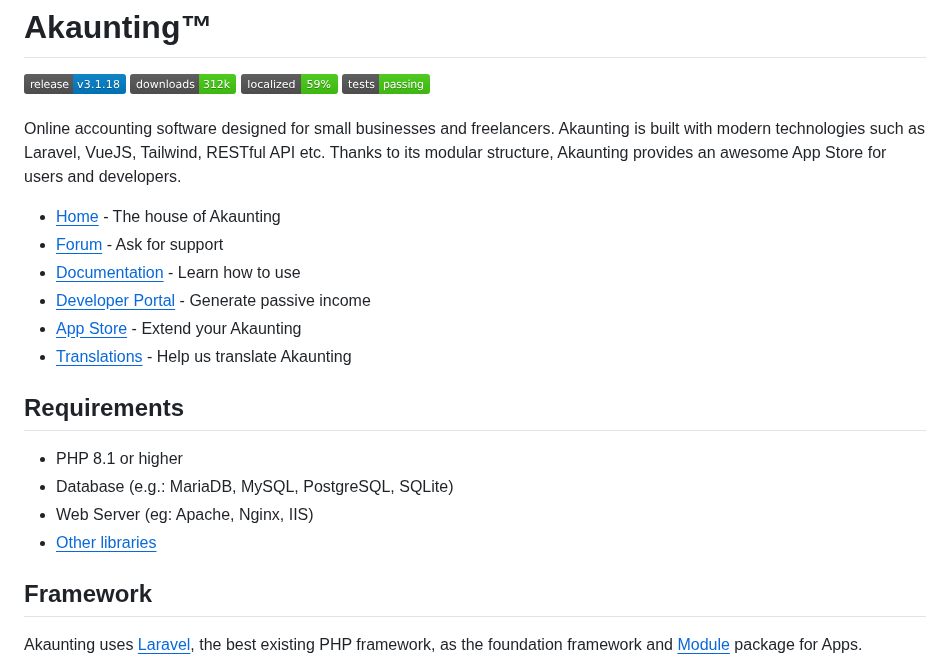 Akaunting™
release v3.1.18 downloads 312k localized 59% tests passing
Online accounting software designed for small businesses and freelancers. Akaunting is built with modern technologies such as
Laravel, VueJS, Tailwind, RESTful API etc. Thanks to its modular structure, Akaunting provides an awesome App Store for
users and developers.
• Home - The house of Akaunting
• Forum - Ask for support
• Documentation - Learn how to use
• Developer Portal - Generate passive income
• App Store - Extend your Akaunting
• Translations - Help us translate Akaunting
Requirements
• PHP 8.1 or higher
• Database (e.g.: MariaDB, MySQL, PostgreSQL, SQLite)
• Web Server (eg: Apache, Nginx, IIS)
• Other libraries
Framework
Akaunting uses Laravel, the best existing PHP framework, as the foundation framework and Module package for Apps.